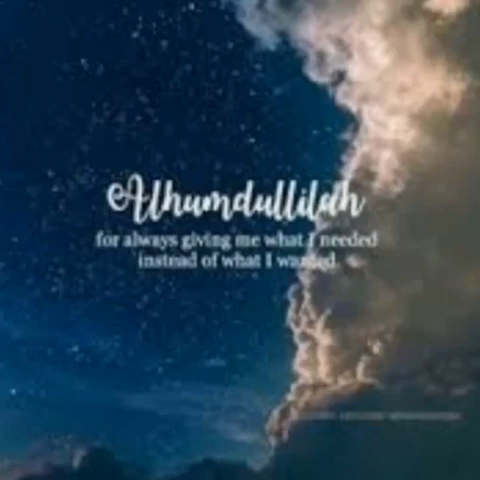 Alhumdullilah
for always giving me what I needed
instead of what I wanted